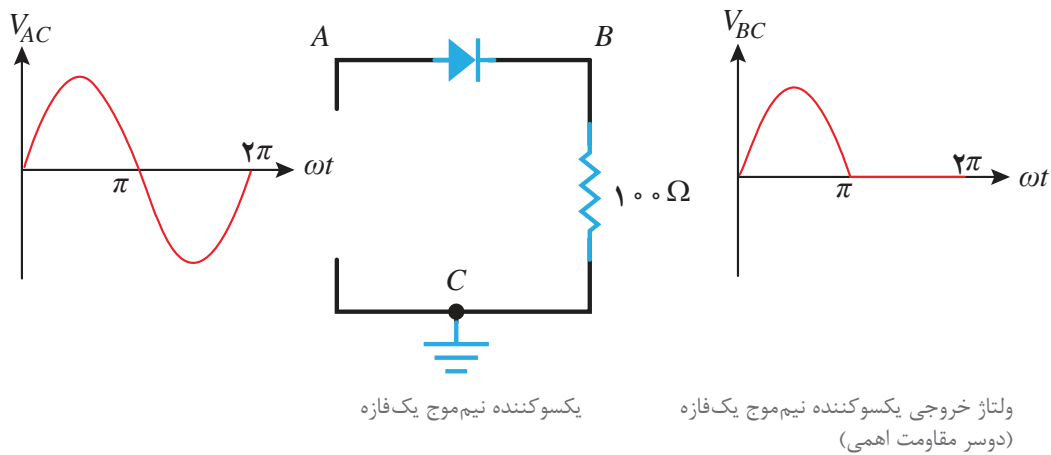 V_AC
A
B
V_BC
۲π
ωt
π
۱۰۰Ω
۲π
ωt
π
C
یکسوکننده نیم‌موج یک‌فازه
ولتاژ خروجی یکسوکننده نیم‌موج یک‌فازه
(دوسر مقاومت اهمی)